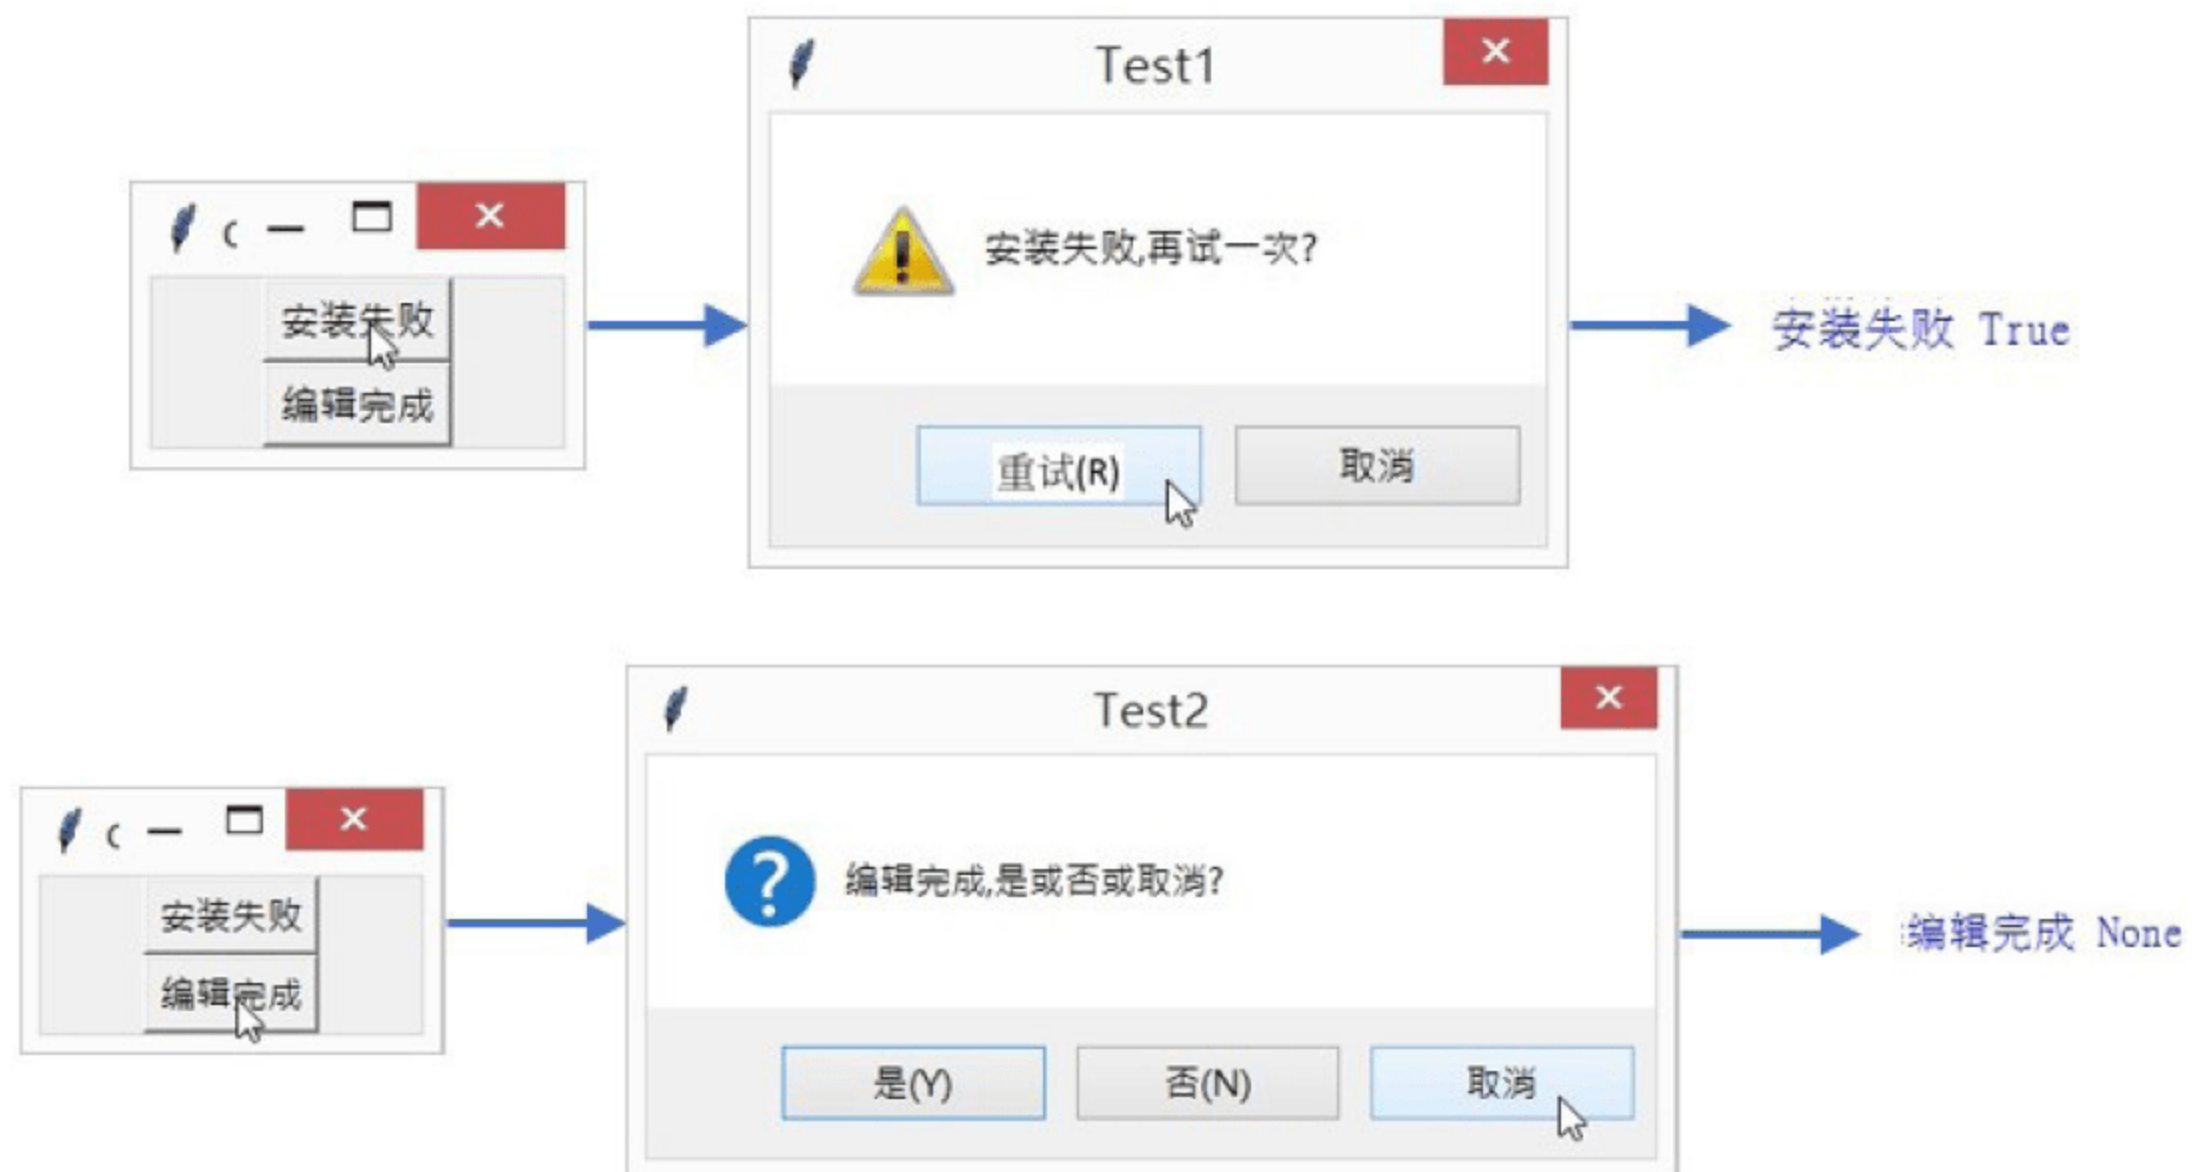 Test1
安装失败
编辑完成
安装失败,再试一次?
重试(R)
取消
安装失败 True
Test2
安装失败
编辑完成
编辑完成,是或否或取消?
是(Y)
否(N)
取消
编辑完成 None